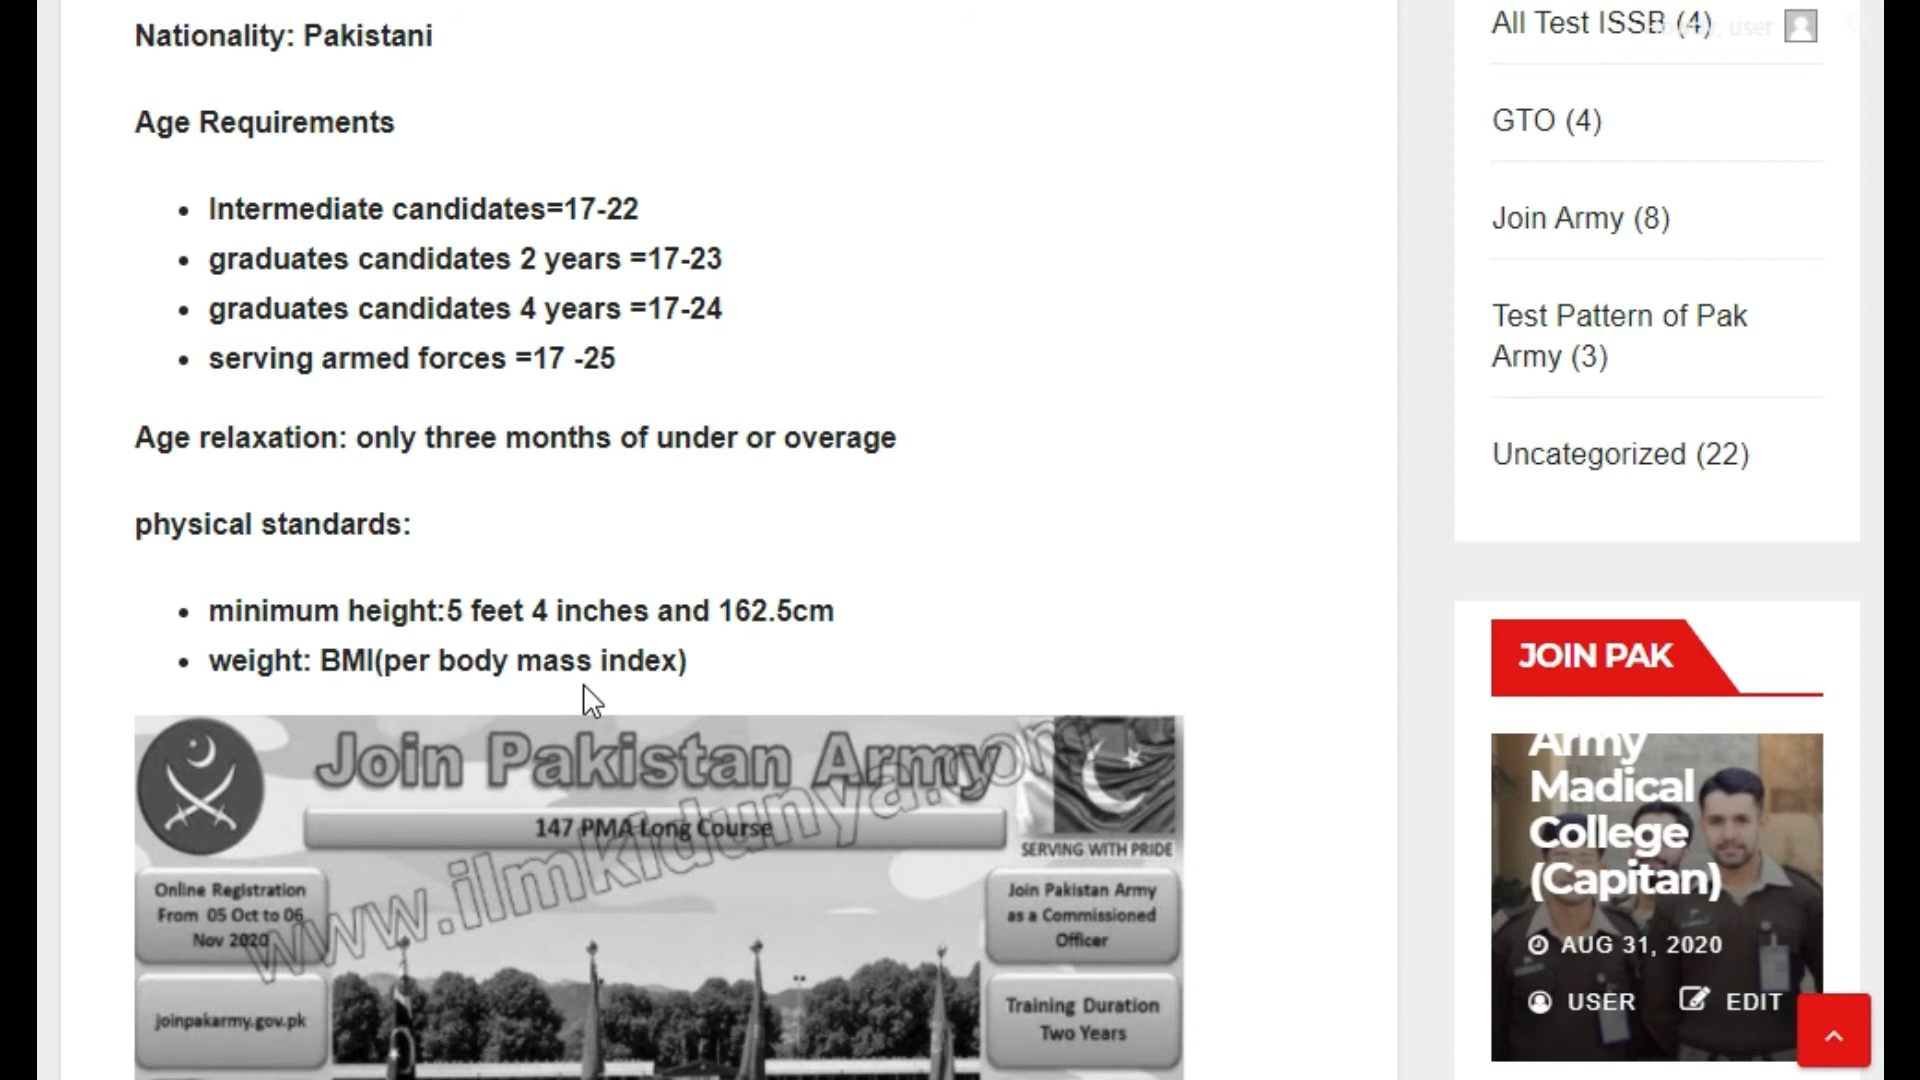 Nationality: Pakistani
Age Requirements
Intermediate candidates=17-22
graduates candidates 2 years =17-23
graduates candidates 4 years =17-24
serving armed forces =17 -25
Age relaxation: only three months of under or overage
physical standards:
minimum height:5 feet 4 inches and 162.5cm
weight: BMI(per body mass index)
Join Pakistan Army
147 PMA Long Course
SERVING WITH PRIDE
www.ilmkidunya.com
Online Registration
From 05 Oct to 06
Nov 2020
joinpakarmy.gov.pk
Join Pakistan Army
as a Commissioned
Officer
Training Duration
Two Years
All Test ISSB (4)
user
GTO (4)
Join Army (8)
Test Pattern of Pak
Army (3)
Uncategorized (22)
JOIN PAK
Army
Madical
College
(Capitan)
AUG 31, 2020
USER
EDIT